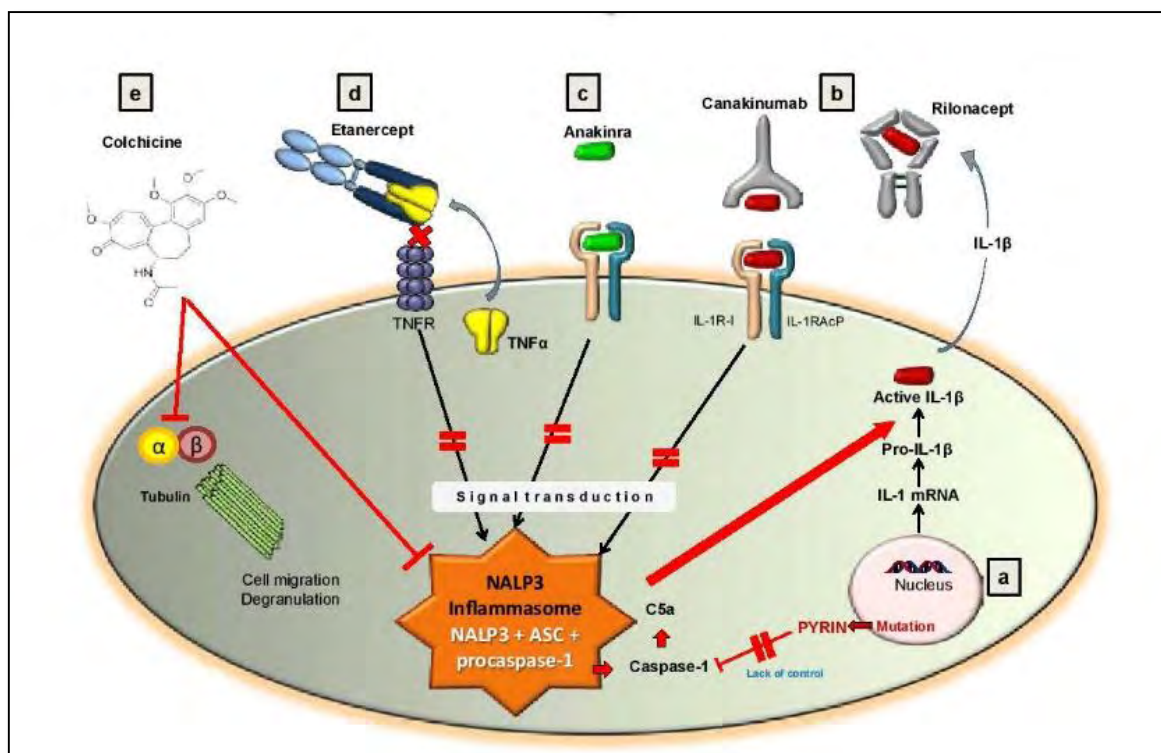 e
Colchicine
O
O
O
O
O
HN
O
d
Etanercept
TNFR
TNFα
c
Anakinra
Canakinumab
b
Rilonacept
IL-1β
IL-1R-I
IL-1RAcP
α
β
Tubulin
Cell migration
Degranulation
Signal transduction
NALP3
Inflammasome
NALP3 + ASC +
procaspase-1
C5a
Caspase-1
Active IL-1β
Pro-IL-1β
IL-1 mRNA
Nucleus
a
PYRIN
Mutation
Lack of control